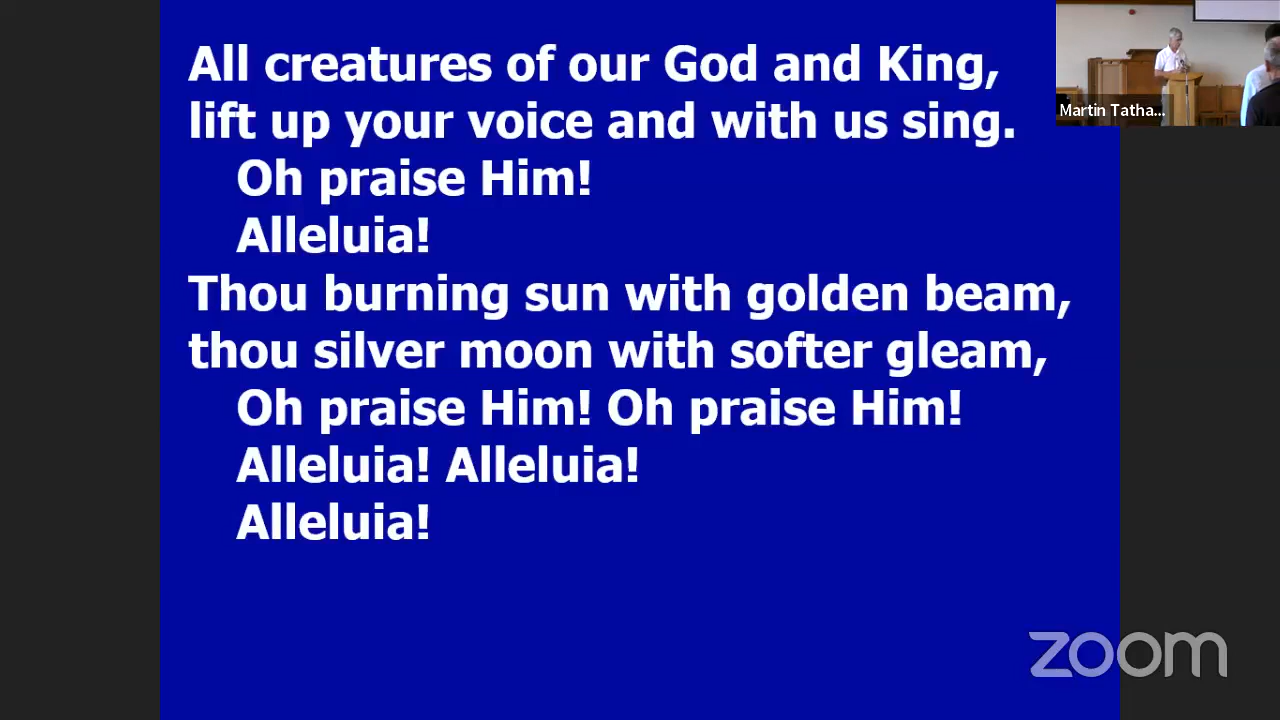 All creatures of our God and King,
lift up your voice and with us sing.
Oh praise Him!
Alleluia!
Thou burning sun with golden beam,
thou silver moon with softer gleam,
Oh praise Him! Oh praise Him!
Alleluia! Alleluia!
Alleluia!
Martin Tatha...
zoom